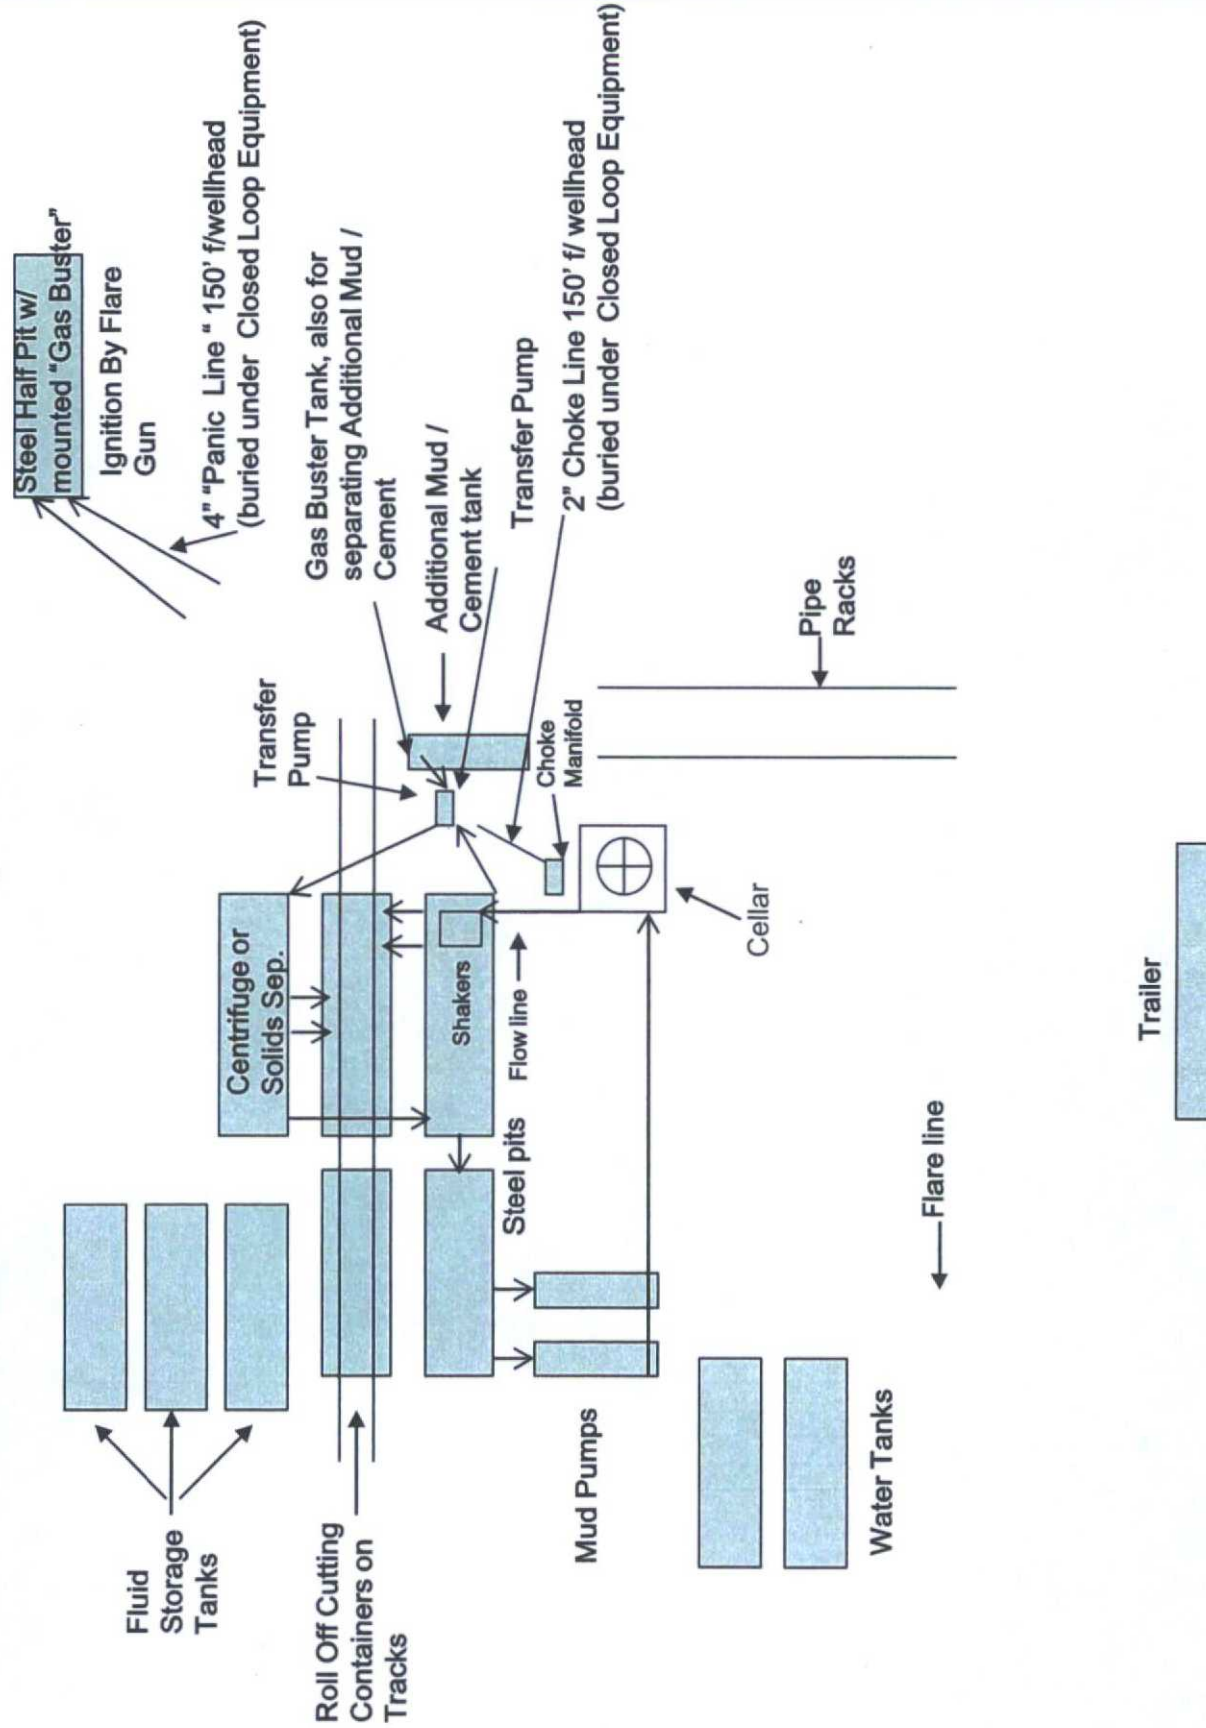 Fluid
Storage
Tanks
Roll Off Cutting
Containers on
Tracks
Centrifuge or
Solids Sep.
Transfer
Pump
Steel Half Pit w/
mounted “Gas Buster”
Ignition By Flare
Gun
4” “Panic Line “ 150’ f/wellhead
(buried under Closed Loop Equipment)
Gas Buster Tank, also for
separating Additional Mud /
Cement
Additional Mud /
Cement tank
Transfer Pump
2” Choke Line 150’ f/ wellhead
(buried under Closed Loop Equipment)
Shakers
Flow line
Steel pits
Choke
Manifold
Mud Pumps
Cellar
Pipe
Racks
Water Tanks
Flare line
Trailer